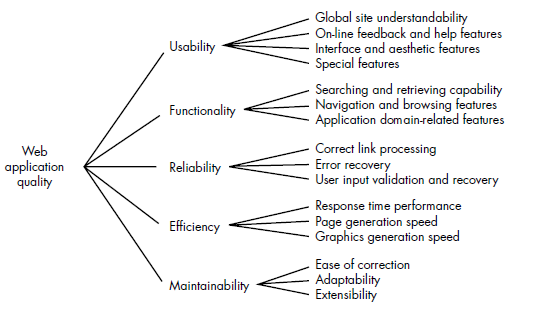 Web
application
quality
Usability
Global site understandability
On-line feedback and help features
Interface and aesthetic features
Special features
Functionality
Searching and retrieving capability
Navigation and browsing features
Application domain-related features
Reliability
Correct link processing
Error recovery
User input validation and recovery
Efficiency
Response time performance
Page generation speed
Graphics generation speed
Maintainability
Ease of correction
Adaptability
Extensibility